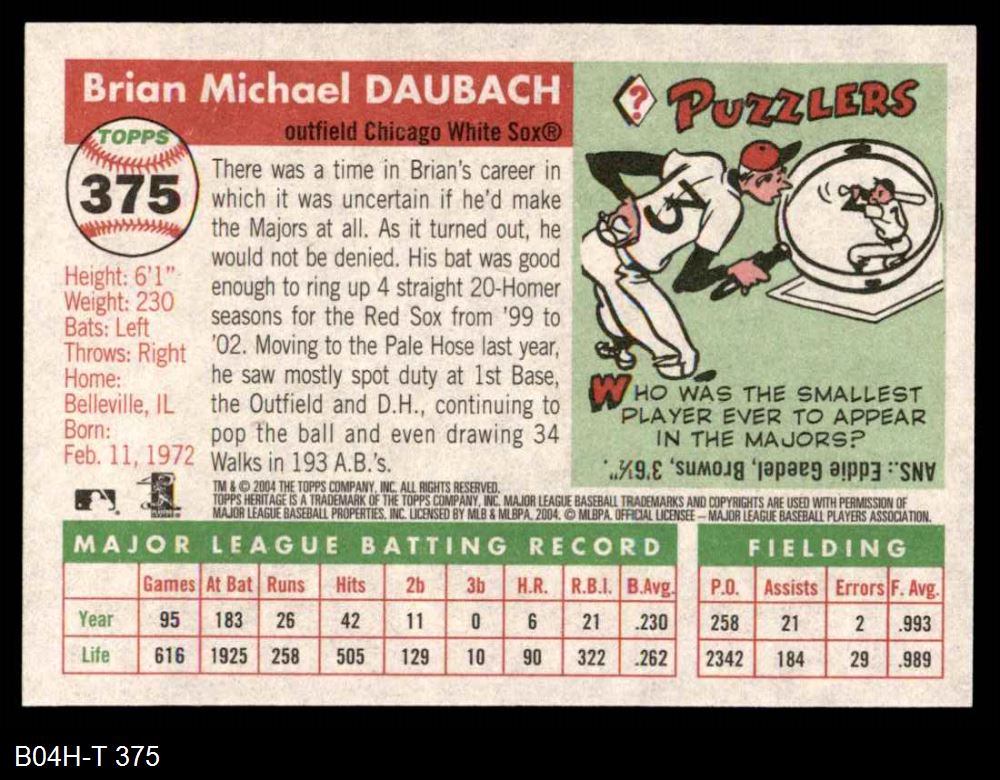 Brian Michael DAUBACH
outfield Chicago White Sox®
TOPPS
375
Height: 6'1"
Weight: 230
Bats: Left
Throws: Right
Home:
Belleville, IL
Born:
Feb. 11, 1972
There was a time in Brian's career in
which it was uncertain if he'd make
the Majors at all. As it turned out, he
would not be denied. His bat was good
enough to ring up 4 straight 20-Homer
seasons for the Red Sox from '99 to
'02. Moving to the Pale Hose last year,
he saw mostly spot duty at 1st Base,
the Outfield and D.H., continuing to
pop the ball and even drawing 34
Walks in 193 A.B.'s.
?
PUZZLERS
1/3
WHO WAS THE SMALLEST
PLAYER EVER TO APPEAR
IN THE MAJORS?
ANS.: Eddie Gaedel, Browns, 3'6½".
TM & © 2004 THE TOPPS COMPANY, INC. ALL RIGHTS RESERVED.
TOPPS HERITAGE IS A TRADEMARK OF THE TOPPS COMPANY, INC. MAJOR LEAGUE BASEBALL TRADEMARKS AND COPYRIGHTS ARE USED WITH PERMISSION OF
MAJOR LEAGUE BASEBALL PROPERTIES, INC. LICENSED BY MLB & MLBPA, 2004. © MLBPA. OFFICIAL LICENSEE – MAJOR LEAGUE BASEBALL PLAYERS ASSOCIATION.
MAJOR LEAGUE BATTING RECORD FIELDING
Games At Bat Runs Hits 2b 3b H.R. R.B.I. B.Avg. P.O. Assists Errors F. Avg.
Year 95 183 26 42 11 0 6 21 .230 258 21 2 .993
Life 616 1925 258 505 129 10 90 322 .262 2342 184 29 .989
B04H-T 375